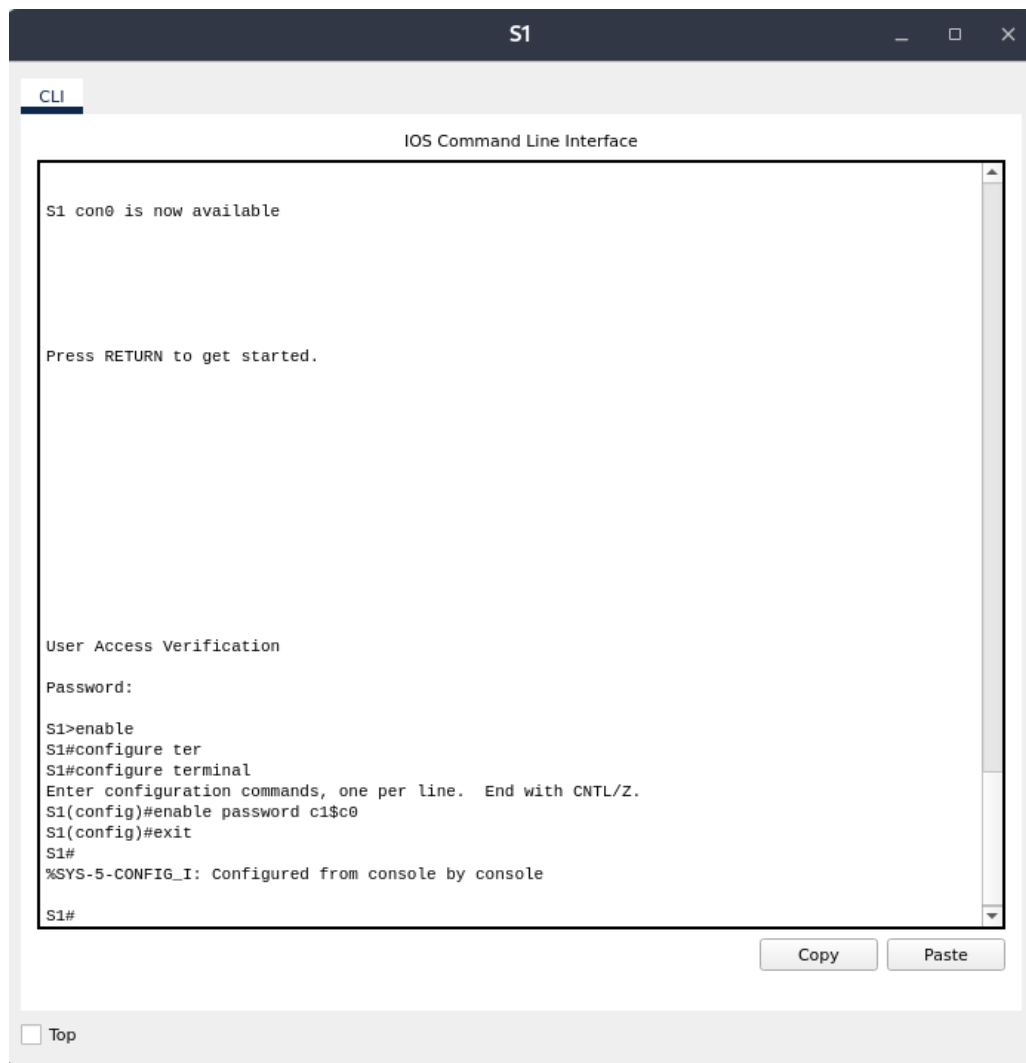 S1
CLI
IOS Command Line Interface
S1 con0 is now available
Press RETURN to get started.
User Access Verification
Password:
S1>enable
S1#configure ter
S1#configure terminal
Enter configuration commands, one per line.  End with CNTL/Z.
S1(config)#enable password c1$c0
S1(config)#exit
S1#
%SYS-5-CONFIG_I: Configured from console by console
S1#
Copy Paste
Top